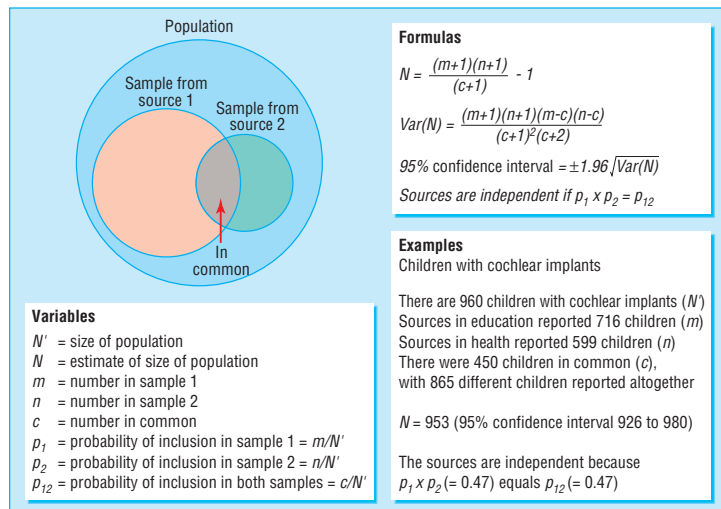 Population
Sample from
source 1
Sample from
source 2
In
common
Variables
N' = size of population
N = estimate of size of population
m = number in sample 1
n = number in sample 2
c = number in common
p₁ = probability of inclusion in sample 1 = m/N'
p₂ = probability of inclusion in sample 2 = n/N'
p₁₂ = probability of inclusion in both samples = c/N'
Formulas
N = (m+1)(n+1) / (c+1) - 1
Var(N) = (m+1)(n+1)(m-c)(n-c) / (c+1)²(c+2)
95% confidence interval = ±1.96√Var(N)
Sources are independent if p₁ x p₂ = p₁₂
Examples
Children with cochlear implants
There are 960 children with cochlear implants (N')
Sources in education reported 716 children (m)
Sources in health reported 599 children (n)
There were 450 children in common (c),
with 865 different children reported altogether
N = 953 (95% confidence interval 926 to 980)
The sources are independent because
p₁ x p₂ (= 0.47) equals p₁₂ (= 0.47)